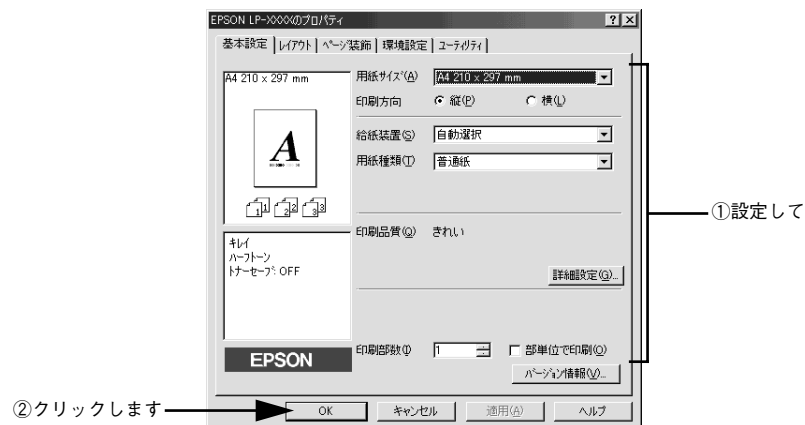 EPSON LP-XXXXのプロパティ
? ×
基本設定 レイアウト ページ装飾 環境設定 ユーティリティ
A4 210 x 297 mm
A
1 1 2 2 3 3
キレイ
ハーフトーン
トナーセーブ: OFF
EPSON
用紙サイズ(A) A4 210 x 297 mm
印刷方向 縦(P) 横(L)
給紙装置(S) 自動選択
用紙種類(T) 普通紙
印刷品質(Q) きれい
詳細設定(G)...
印刷部数(I) 1 部単位で印刷(O)
バージョン情報(V)...
OK キャンセル 適用(A) ヘルプ
①設定して
②クリックします